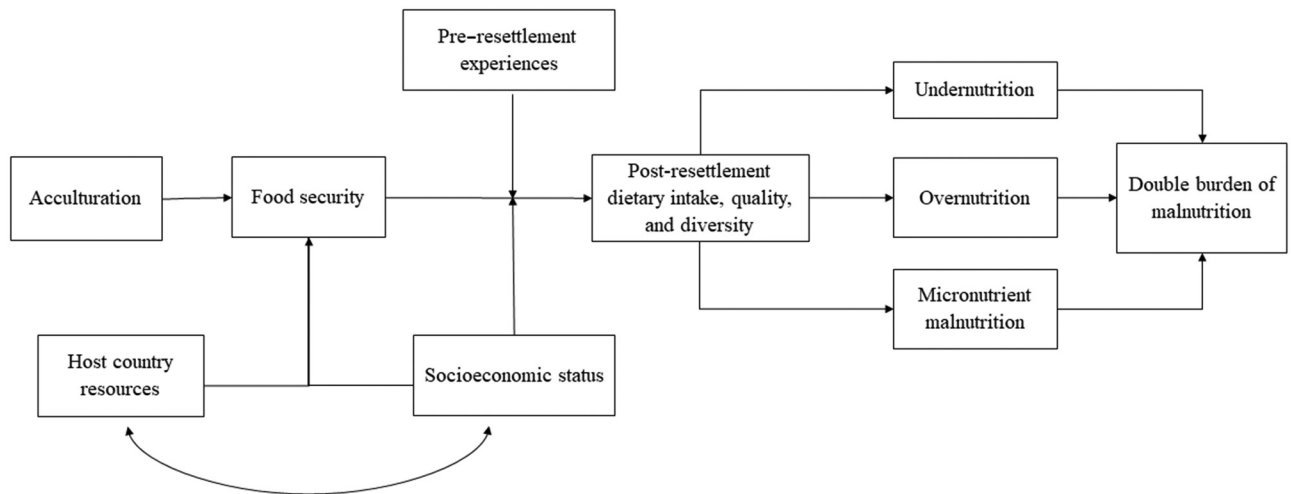 Pre–resettlement
experiences
Undernutrition
Acculturation
Food security
Post-resettlement
dietary intake, quality,
and diversity
Overnutrition
Double burden of
malnutrition
Micronutrient
malnutrition
Host country
resources
Socioeconomic status